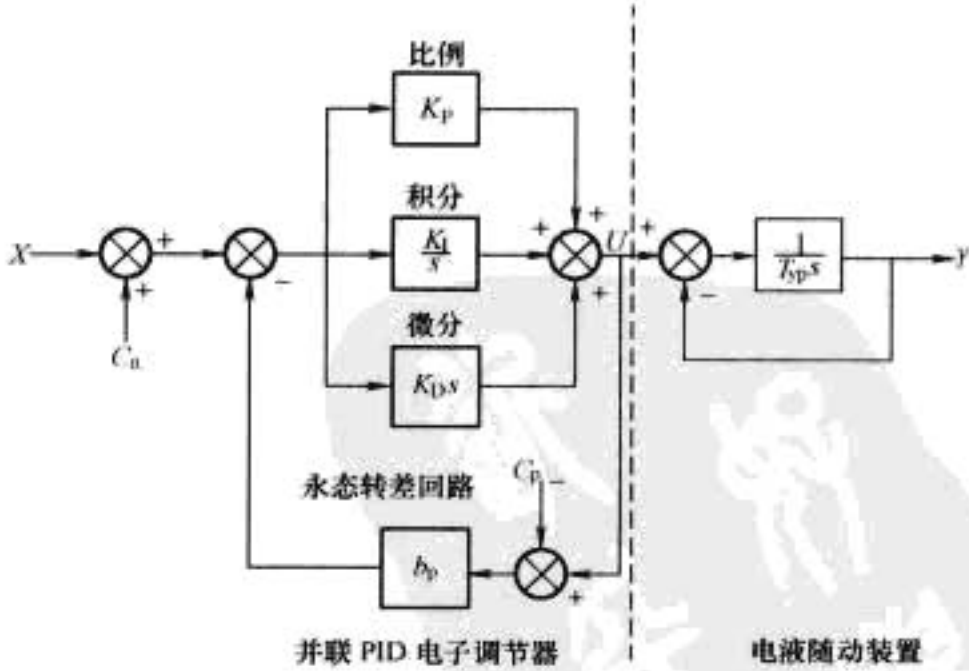 比例
K_P
积分
K_I/s
X
+
+
-
+
+
+
U
+
-
1/(T_yp s)
Y
C_n
微分
K_D s
永态转差回路
C_p
-
b_p
+
并联 PID 电子调节器
电液随动装置